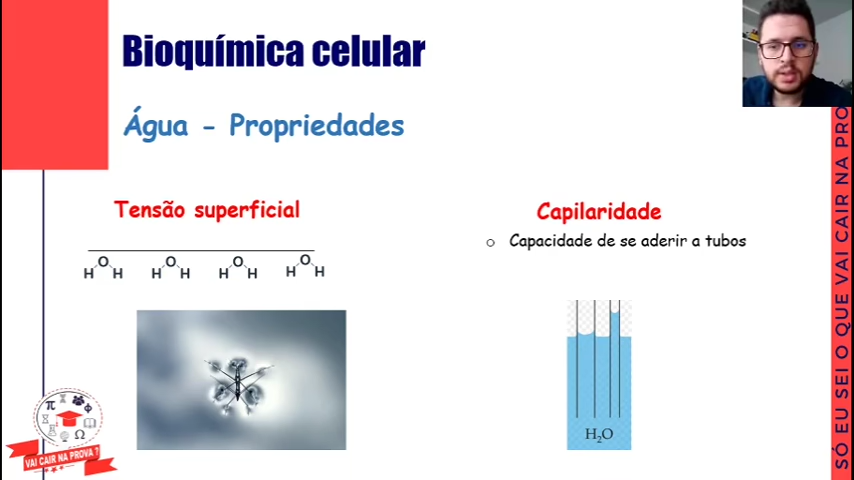 Bioquímica celular
Água - Propriedades
Tensão superficial
O O O O
H H H H H H H H
Capilaridade
o Capacidade de se aderir a tubos
H₂O
π
Ω
VAI CAIR NA PROVA ?
SÓ EU SEI O QUE VAI CAIR NA PRO